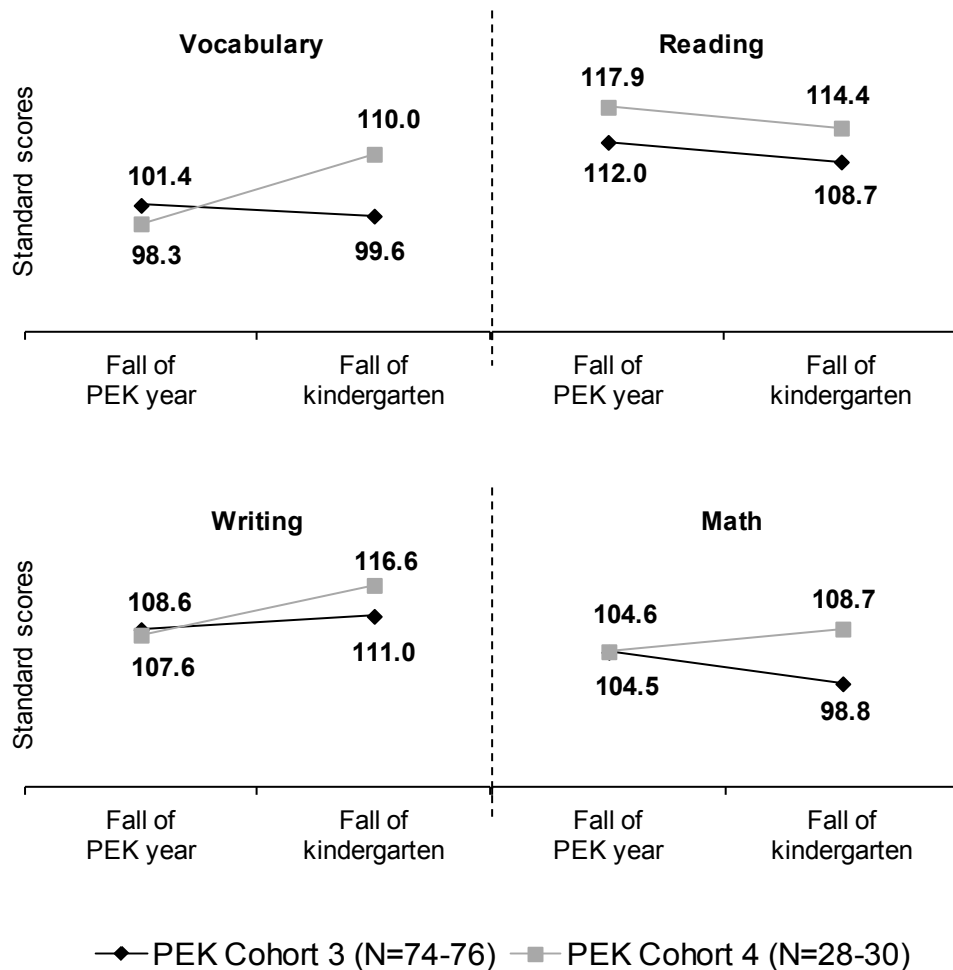 Vocabulary
Reading
Standard scores
101.4
98.3
110.0
99.6
117.9
112.0
114.4
108.7
Fall of
PEK year
Fall of
kindergarten
Fall of
PEK year
Fall of
kindergarten
Writing
Math
Standard scores
108.6
107.6
116.6
111.0
104.6
104.5
108.7
98.8
Fall of
PEK year
Fall of
kindergarten
Fall of
PEK year
Fall of
kindergarten
PEK Cohort 3 (N=74-76) PEK Cohort 4 (N=28-30)